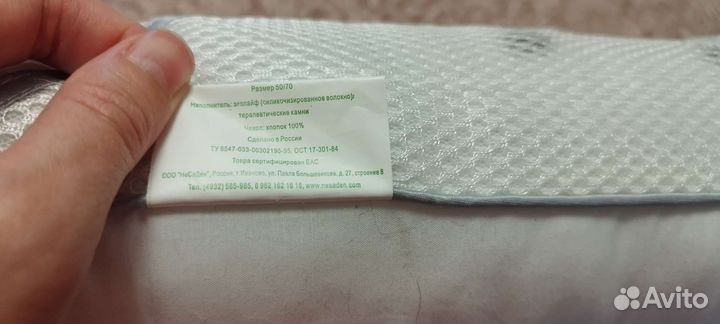 Размер 50/70
Наполнитель: эколайф (силиконизированное волокно)/
терапевтические камни
Чехол: хлопок 100%
Сделано в России
ТУ 8547-033-00302190-95, ОСТ 17-301-84
Товар сертифицирован ЕАС
ООО "НеСаДен", Россия, г.Иваново, ул. Павла Большевикова, д. 27, строение 8
Тел. (4932) 585-985, 8 962 162 16 16, www.nesaden.com
Avito